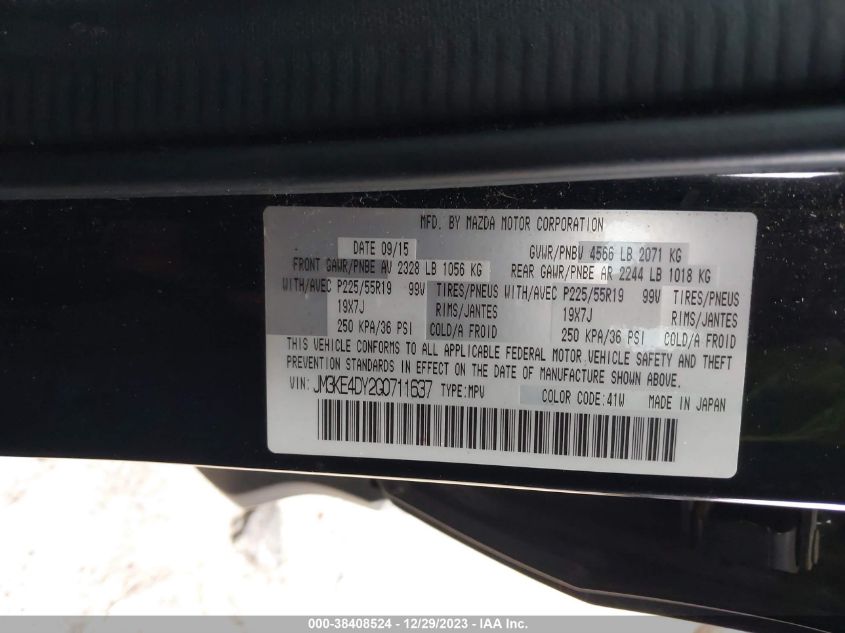 MFD. BY MAZDA MOTOR CORPORATION
DATE 09/15 GVWR/PNBV 4566 LB 2071 KG
FRONT GAWR/PNBE AV 2328 LB 1056 KG REAR GAWR/PNBE AR 2244 LB 1018 KG
WITH/AVEC P225/55R19 99V TIRES/PNEUS WITH/AVEC P225/55R19 99V TIRES/PNEUS
19X7J RIMS/JANTES 19X7J RIMS/JANTES
250 KPA/36 PSI COLD/A FROID 250 KPA/36 PSI COLD/A FROID
THIS VEHICLE CONFORMS TO ALL APPLICABLE FEDERAL MOTOR VEHICLE SAFETY AND THEFT
PREVENTION STANDARDS IN EFFECT ON THE DATE OF MANUFACTURE SHOWN ABOVE.
VIN: JM3KE4DY2G0711637 TYPE:MPV COLOR CODE:41W MADE IN JAPAN
000-38408524 - 12/29/2023 - IAA Inc.